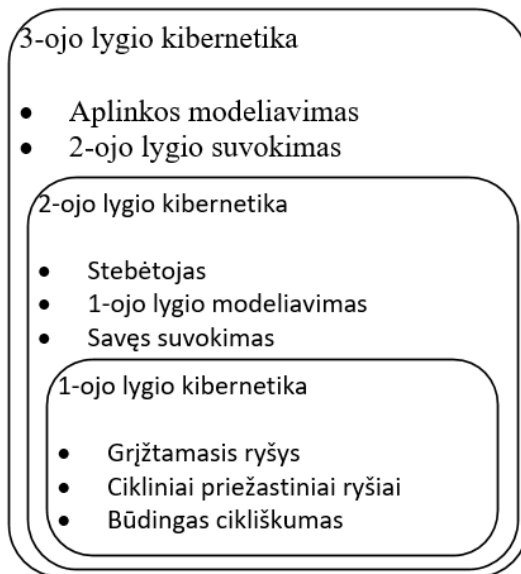 3-ojo lygio kibernetika
• Aplinkos modeliavimas
• 2-ojo lygio suvokimas
2-ojo lygio kibernetika
• Stebėtojas
• 1-ojo lygio modeliavimas
• Savęs suvokimas
1-ojo lygio kibernetika
• Grįžtamasis ryšys
• Cikliniai priežastiniai ryšiai
• Būdingas cikliškumas